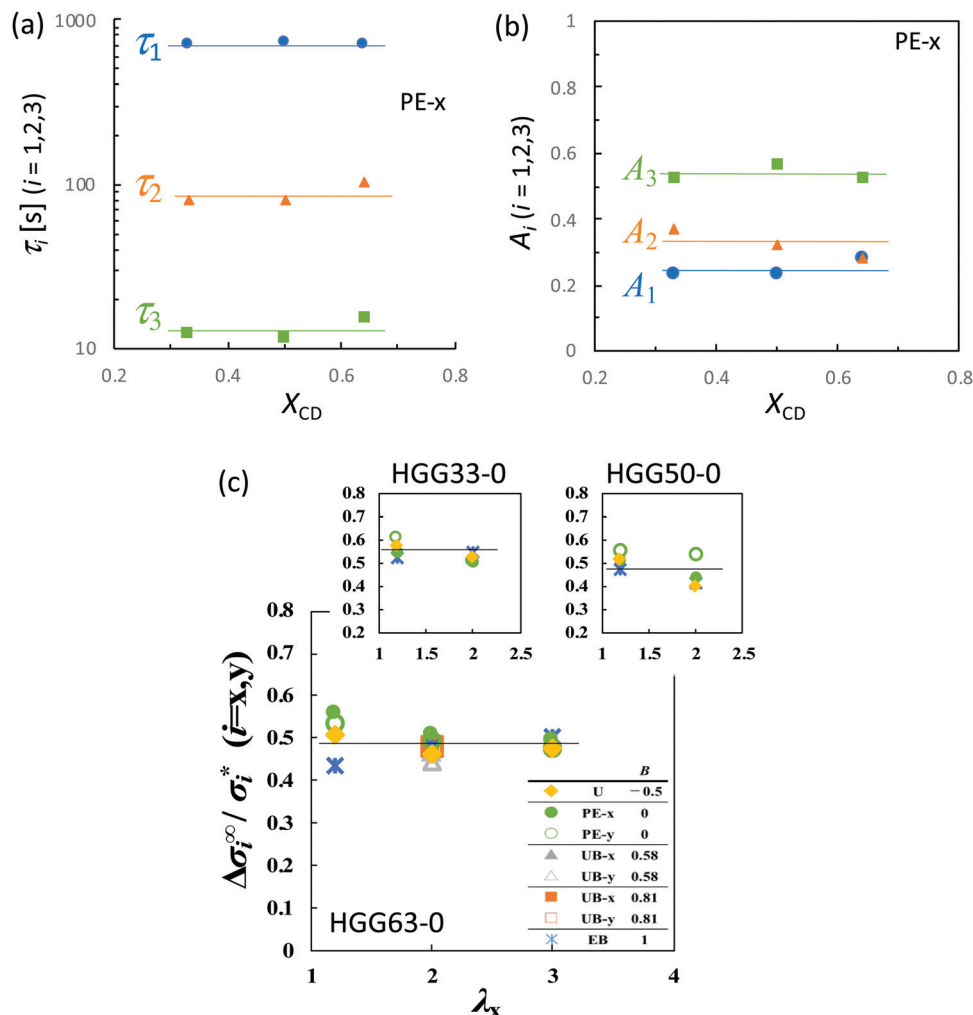 (a)
1000
100
10
τ1
τ2
τ3
PE-x
τi [s] (i = 1,2,3)
0.2 0.4 0.6 0.8
XCD
(b)
1
0.8
0.6
0.4
0.2
0
A3
A2
A1
PE-x
Ai (i = 1,2,3)
0.2 0.4 0.6 0.8
XCD
(c)
HGG33-0
0.8
0.7
0.6
0.5
0.4
0.3
0.2
1 1.5 2 2.5
HGG50-0
0.8
0.7
0.6
0.5
0.4
0.3
0.2
1 1.5 2 2.5
0.8
0.7
0.6
0.5
0.4
0.3
0.2
0.1
0
Δσi∞/ σi* (i=x,y)
B
U −0.5
PE-x 0
PE-y 0
UB-x 0.58
UB-y 0.58
UB-x 0.81
UB-y 0.81
EB 1
HGG63-0
1 2 3 4
λx